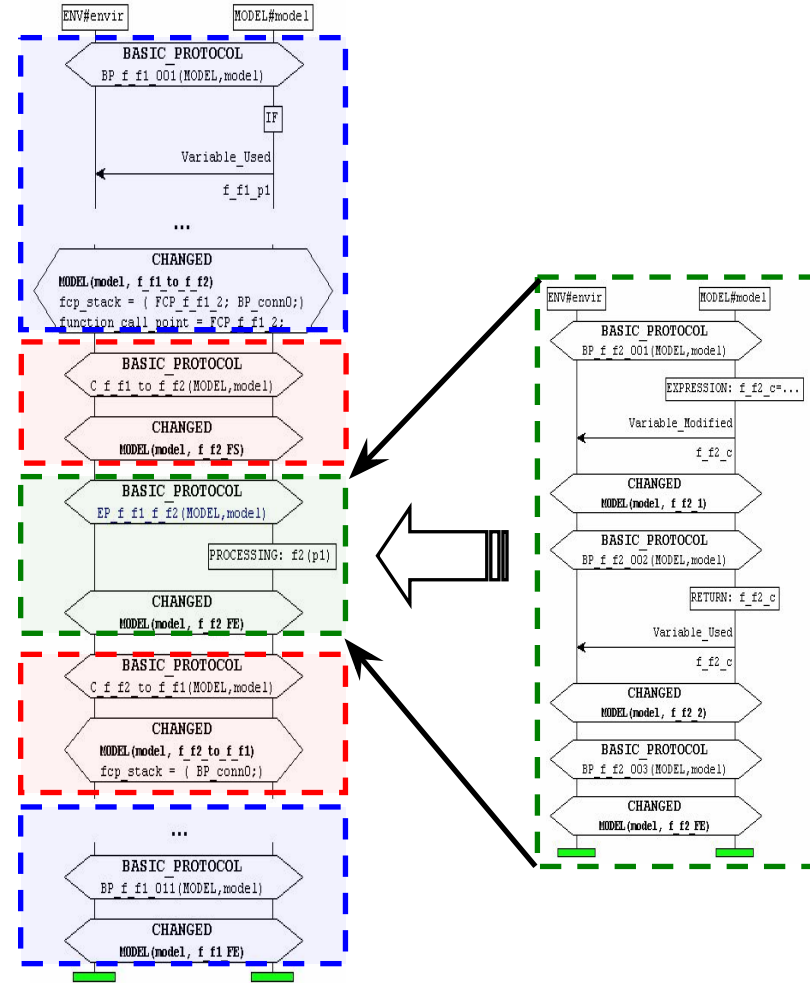 ENV#envir
MODEL#model
BASIC_PROTOCOL
BP_f_f1_001(MODEL,model)
IF
Variable_Used
f_f1_p1
...
CHANGED
MODEL(model, f_f1_to_f_f2)
fcp_stack = ( FCP_f_f1_2; BP_conn0;)
function_call_point = FCP_f_f1_2;
BASIC_PROTOCOL
C_f_f1_to_f_f2(MODEL,model)
CHANGED
MODEL(model, f_f2_FS)
BASIC_PROTOCOL
EP_f_f1_f_f2(MODEL,model)
PROCESSING: f2(p1)
CHANGED
MODEL(model, f_f2_FE)
BASIC_PROTOCOL
C_f_f2_to_f_f1(MODEL,model)
CHANGED
MODEL(model, f_f2_to_f_f1)
fcp_stack = ( BP_conn0;)
...
BASIC_PROTOCOL
BP_f_f1_011(MODEL,model)
CHANGED
MODEL(model, f_f1_FE)
ENV#envir
MODEL#model
BASIC_PROTOCOL
BP_f_f2_001(MODEL,model)
EXPRESSION: f_f2_c=...
Variable_Modified
f_f2_c
CHANGED
MODEL(model, f_f2_1)
BASIC_PROTOCOL
BP_f_f2_002(MODEL,model)
RETURN: f_f2_c
Variable_Used
f_f2_c
CHANGED
MODEL(model, f_f2_2)
BASIC_PROTOCOL
BP_f_f2_003(MODEL,model)
CHANGED
MODEL(model, f_f2_FE)